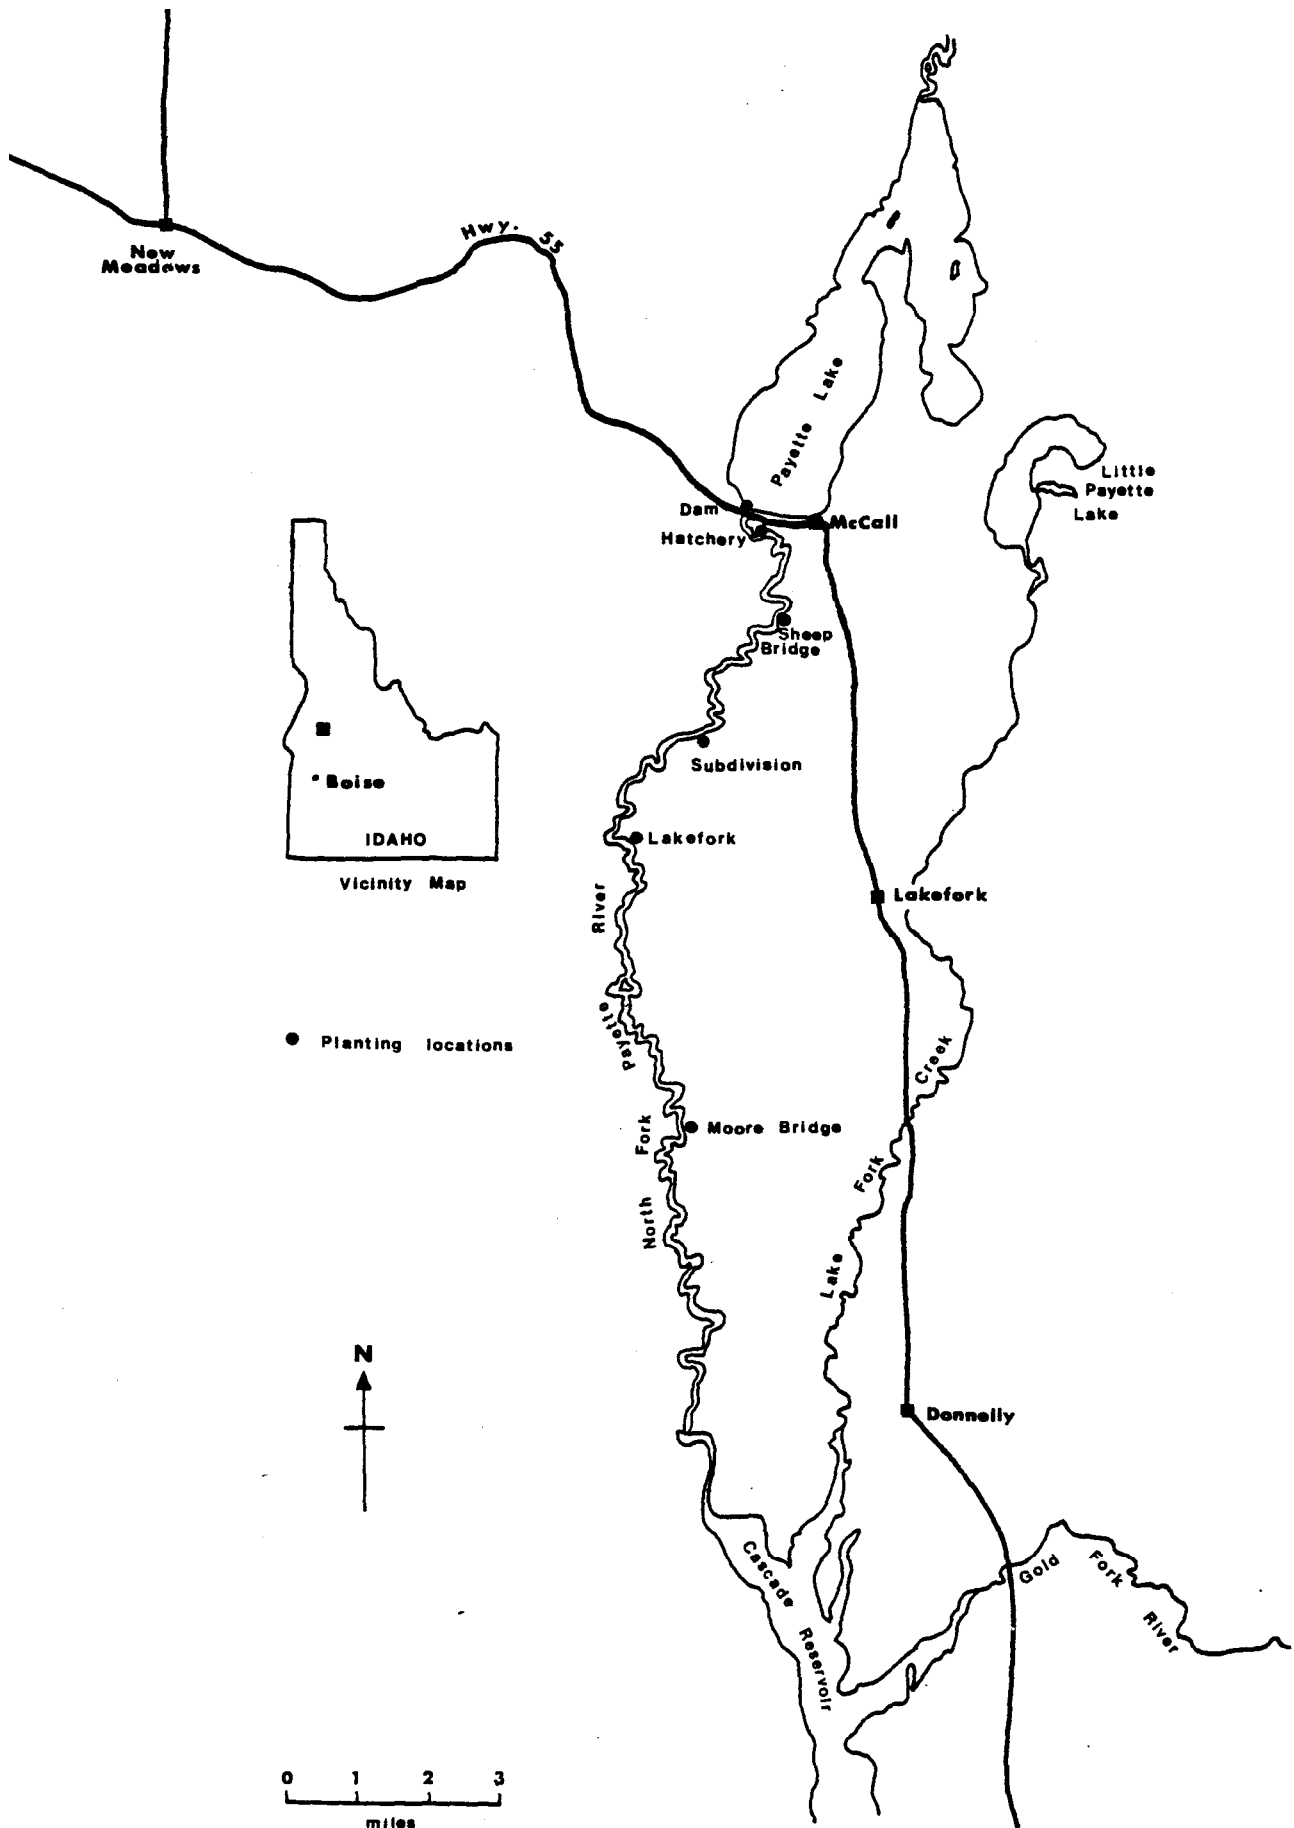 Hwy. 55
New
Meadows
Payette Lake
Little
Payette
Lake
Dam
McCall
Hatchery
Sheep
Bridge
Subdivision
Boise
IDAHO
Vicinity Map
Lakefork
Lakefork
North Fork Payette River
Planting locations
Lake Fork Creek
Moore Bridge
N
Donnelly
Cascade Reservoir
Gold Fork River
0 1 2 3
miles